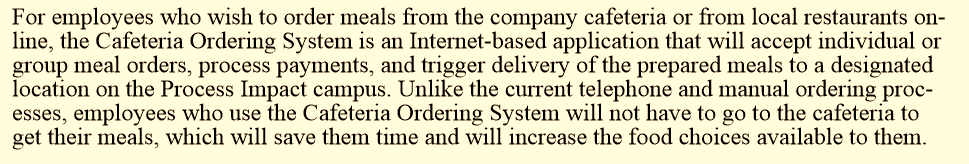 For employees who wish to order meals from the company cafeteria or from local restaurants on-
line, the Cafeteria Ordering System is an Internet-based application that will accept individual or
group meal orders, process payments, and trigger delivery of the prepared meals to a designated
location on the Process Impact campus. Unlike the current telephone and manual ordering proc-
esses, employees who use the Cafeteria Ordering System will not have to go to the cafeteria to
get their meals, which will save them time and will increase the food choices available to them.